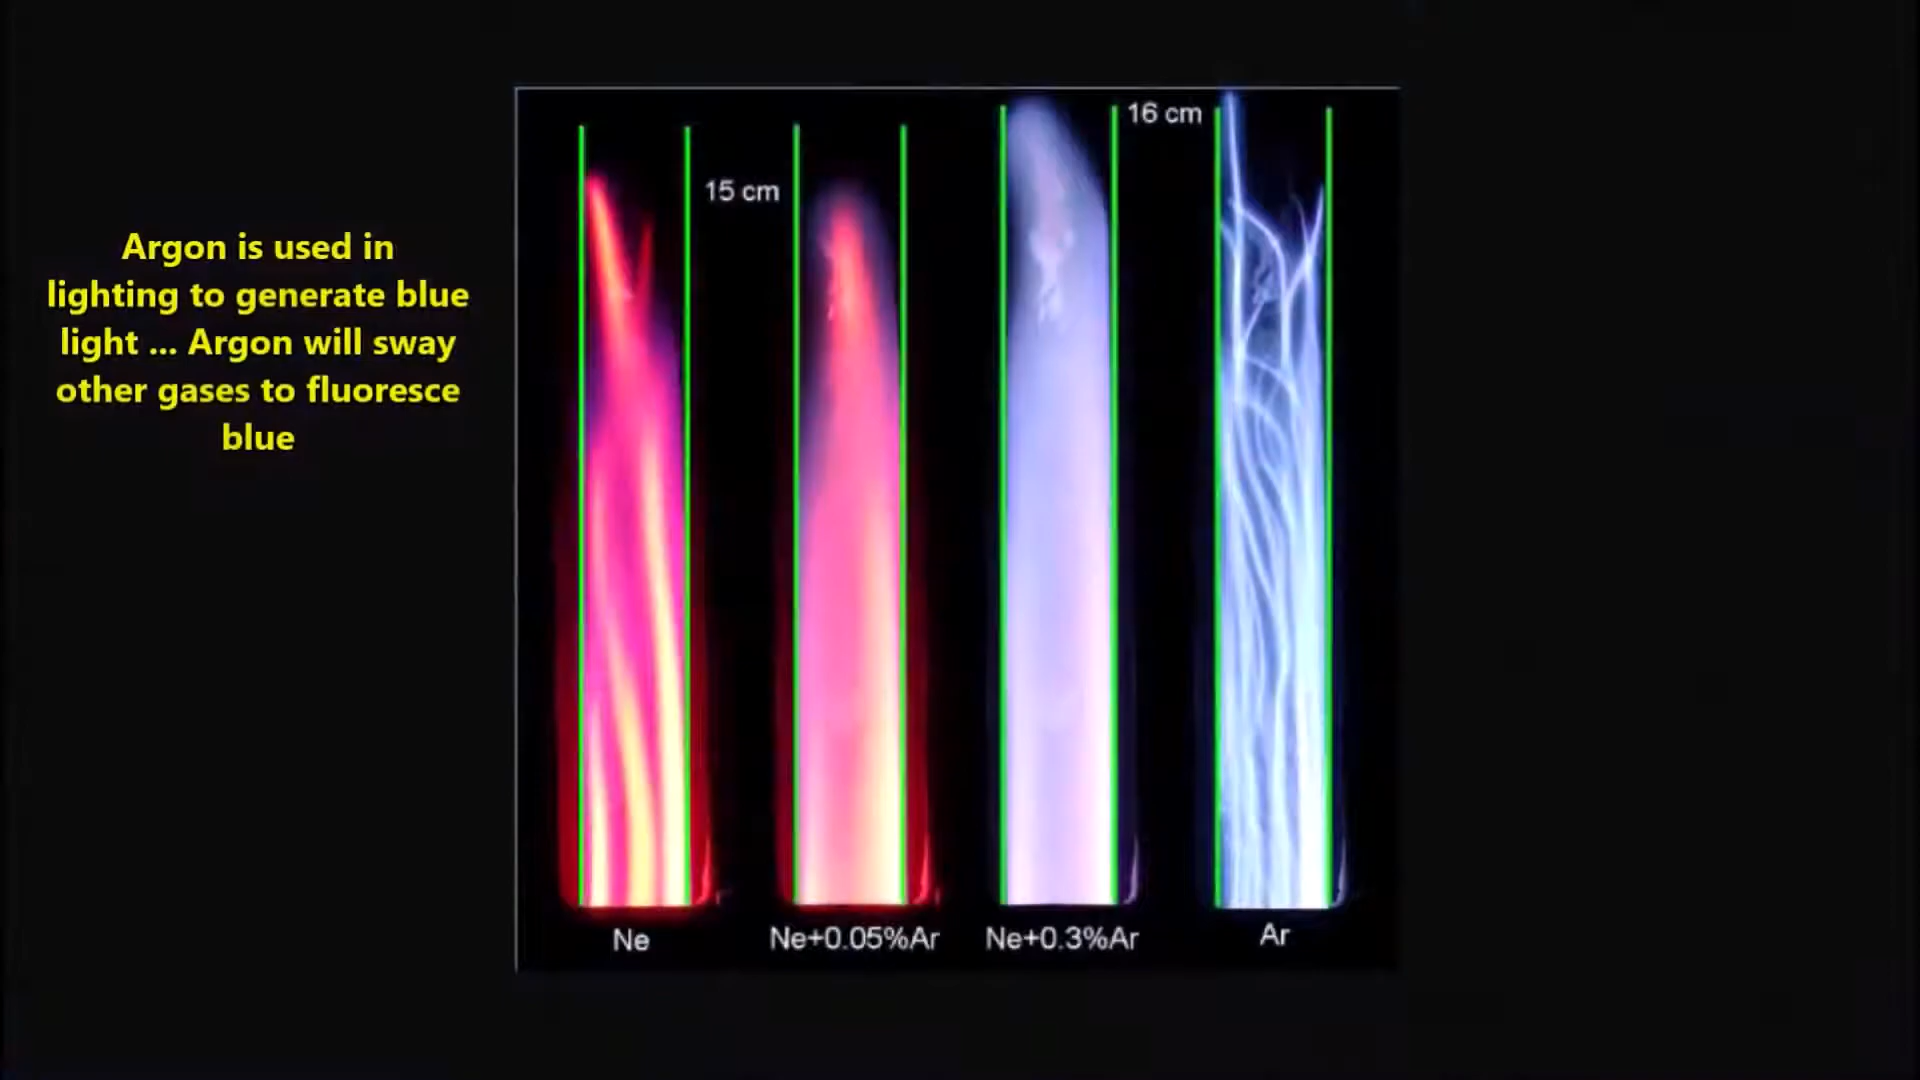 Argon is used in
lighting to generate blue
light ... Argon will sway
other gases to fluoresce
blue
15 cm
16 cm
Ne
Ne+0.05%Ar
Ne+0.3%Ar
Ar